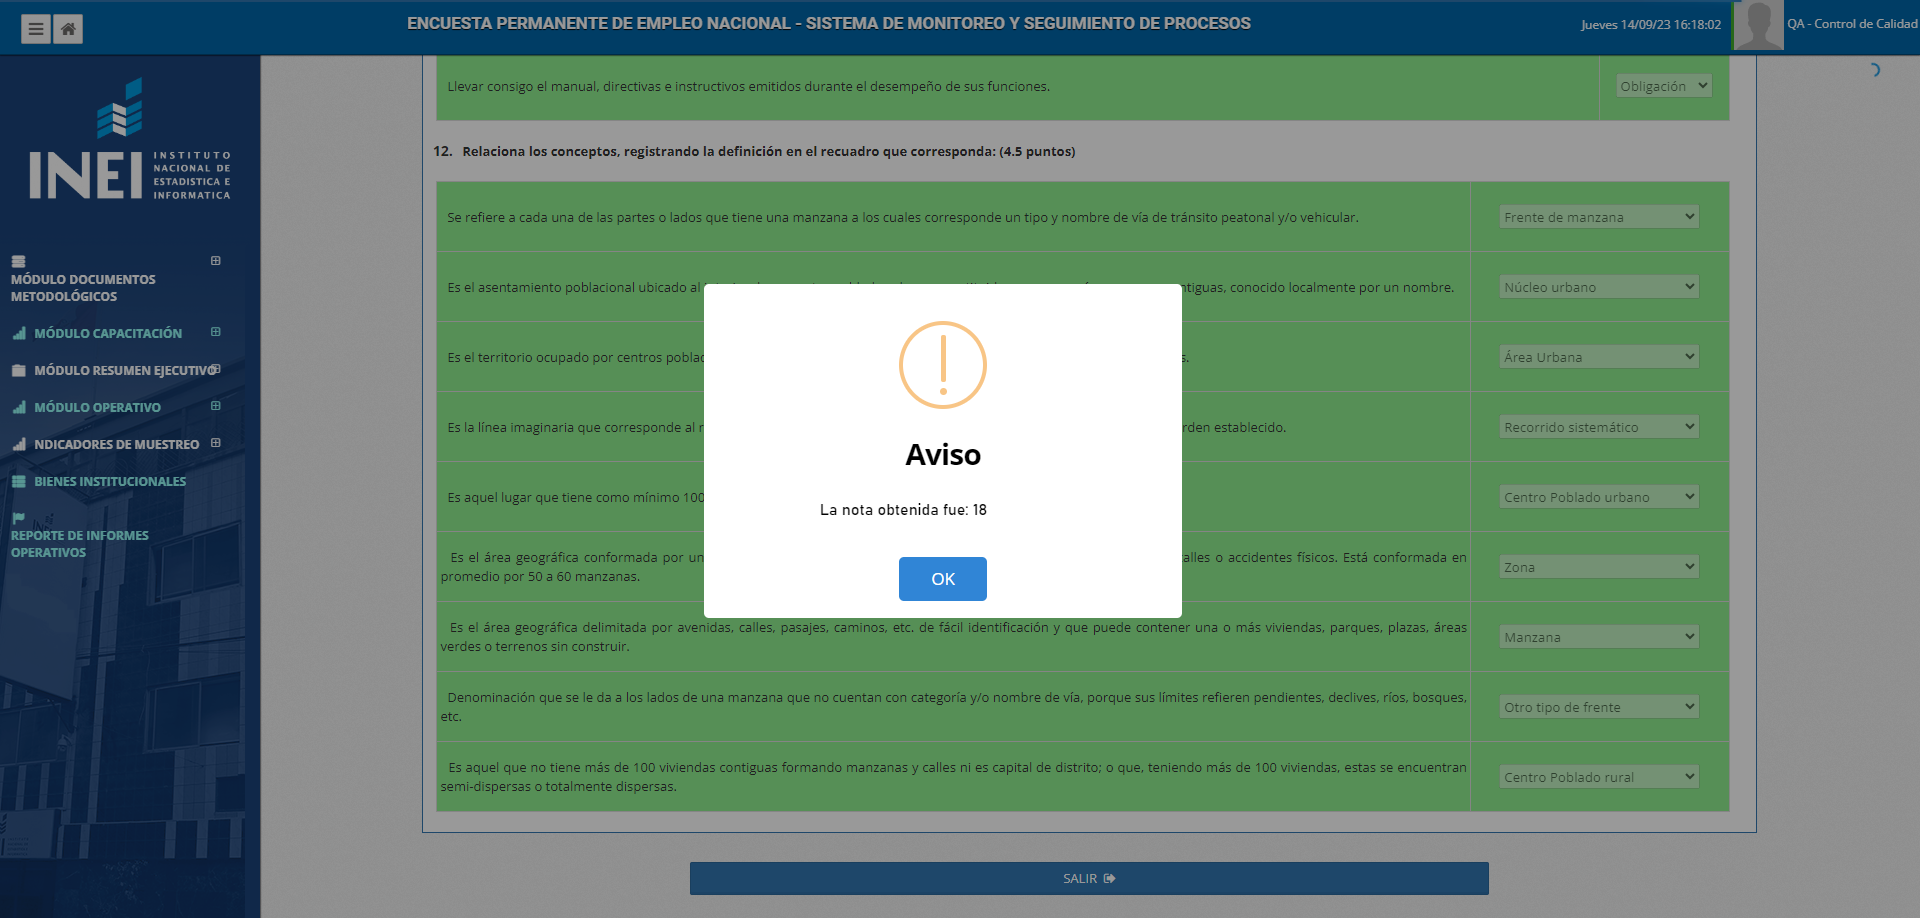 ENCUESTA PERMANENTE DE EMPLEO NACIONAL - SISTEMA DE MONITOREO Y SEGUIMIENTO DE PROCESOS
Jueves 14/09/23 16:18:02
QA - Control de Calidad
INEI
INSTITUTO
NACIONAL DE
ESTADISTICA E
INFORMATICA
MÓDULO DOCUMENTOS
METODOLÓGICOS
MÓDULO CAPACITACIÓN
MÓDULO RESUMEN EJECUTIVO
MÓDULO OPERATIVO
NDICADORES DE MUESTREO
BIENES INSTITUCIONALES
REPORTE DE INFORMES
OPERATIVOS
Llevar consigo el manual, directivas e instructivos emitidos durante el desempeño de sus funciones.
Obligación
12. Relaciona los conceptos, registrando la definición en el recuadro que corresponda: (4.5 puntos)
Se refiere a cada una de las partes o lados que tiene una manzana a los cuales corresponde un tipo y nombre de vía de tránsito peatonal y/o vehicular.
Frente de manzana
Es el asentamiento poblacional ubicado al
tiguas, conocido localmente por un nombre.
Núcleo urbano
Es el territorio ocupado por centros poblac
s.
Área Urbana
Es la línea imaginaria que corresponde al r
rden establecido.
Recorrido sistemático
Es aquel lugar que tiene como mínimo 100
Centro Poblado urbano
Es el área geográfica conformada por un
alles o accidentes físicos. Está conformada en
promedio por 50 a 60 manzanas.
Zona
Es el área geográfica delimitada por avenidas, calles, pasajes, caminos, etc. de fácil identificación y que puede contener una o más viviendas, parques, plazas, áreas
verdes o terrenos sin construir.
Manzana
Denominación que se le da a los lados de una manzana que no cuentan con categoría y/o nombre de vía, porque sus límites refieren pendientes, declives, ríos, bosques,
etc.
Otro tipo de frente
Es aquel que no tiene más de 100 viviendas contiguas formando manzanas y calles ni es capital de distrito; o que, teniendo más de 100 viviendas, estas se encuentran
semi-dispersas o totalmente dispersas.
Centro Poblado rural
Aviso
La nota obtenida fue: 18
OK
SALIR